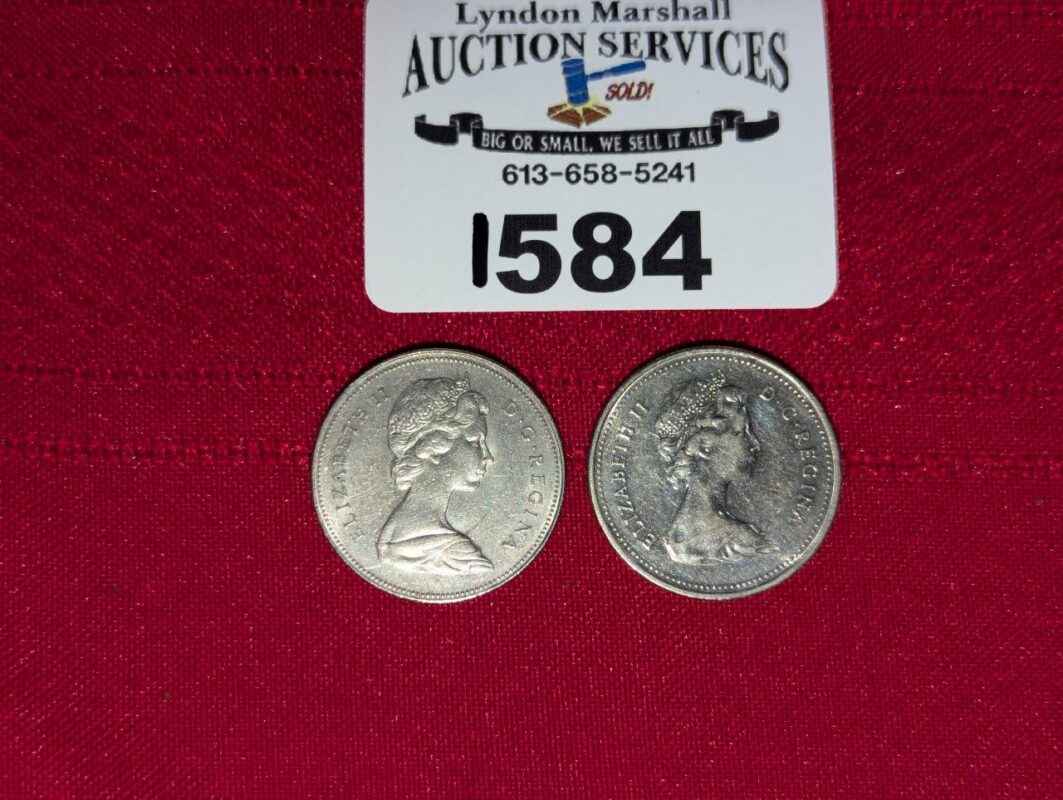 Lyndon Marshall
AUCTION SERVICES
SOLD!
BIG OR SMALL, WE SELL IT ALL
613-658-5241
1584
ELIZABETH II D·G·REGINA
ELIZABETH II D·G·REGINA